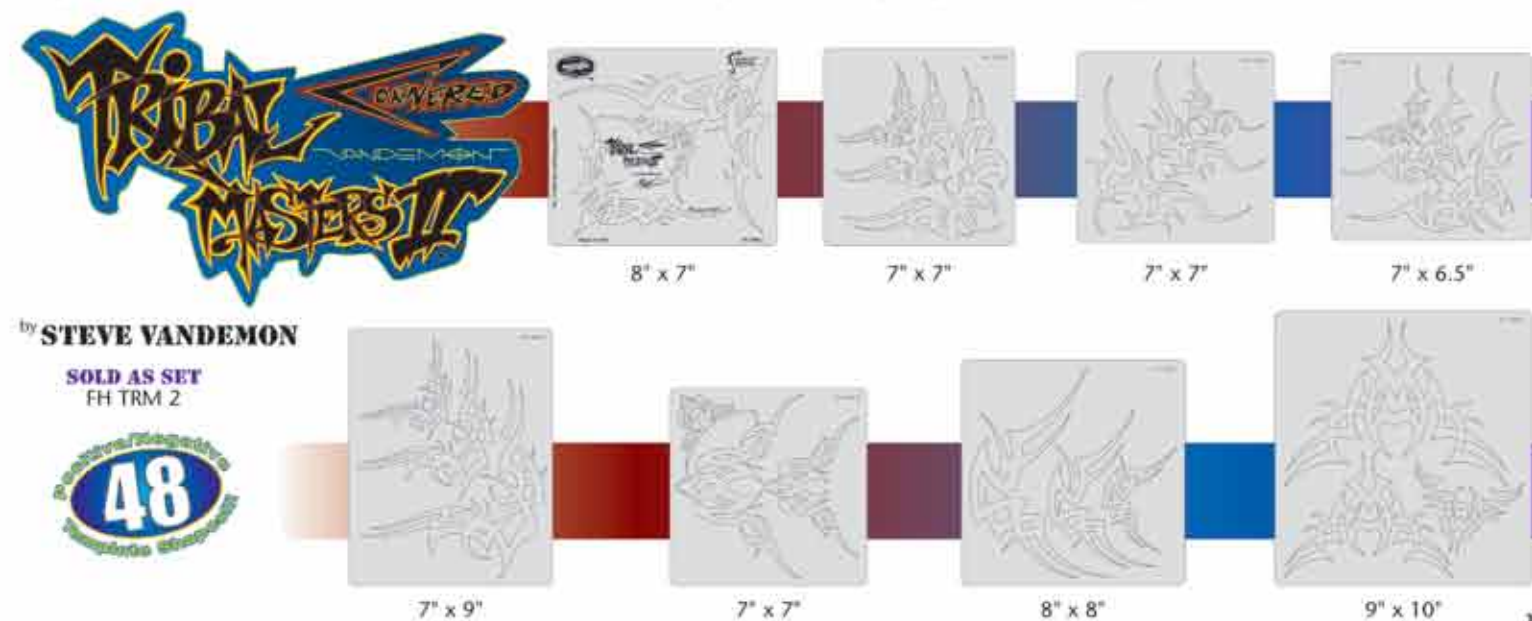 TRIBAL
CORNERED
VANDEMON
MASTERS II
8" x 7"
7" x 7"
7" x 7"
7" x 6.5"
by STEVE VANDEMON
SOLD AS SET
FH TRM 2
Positive/Negative
48
Template Shapes!!
7" x 9"
7" x 7"
8" x 8"
9" x 10"